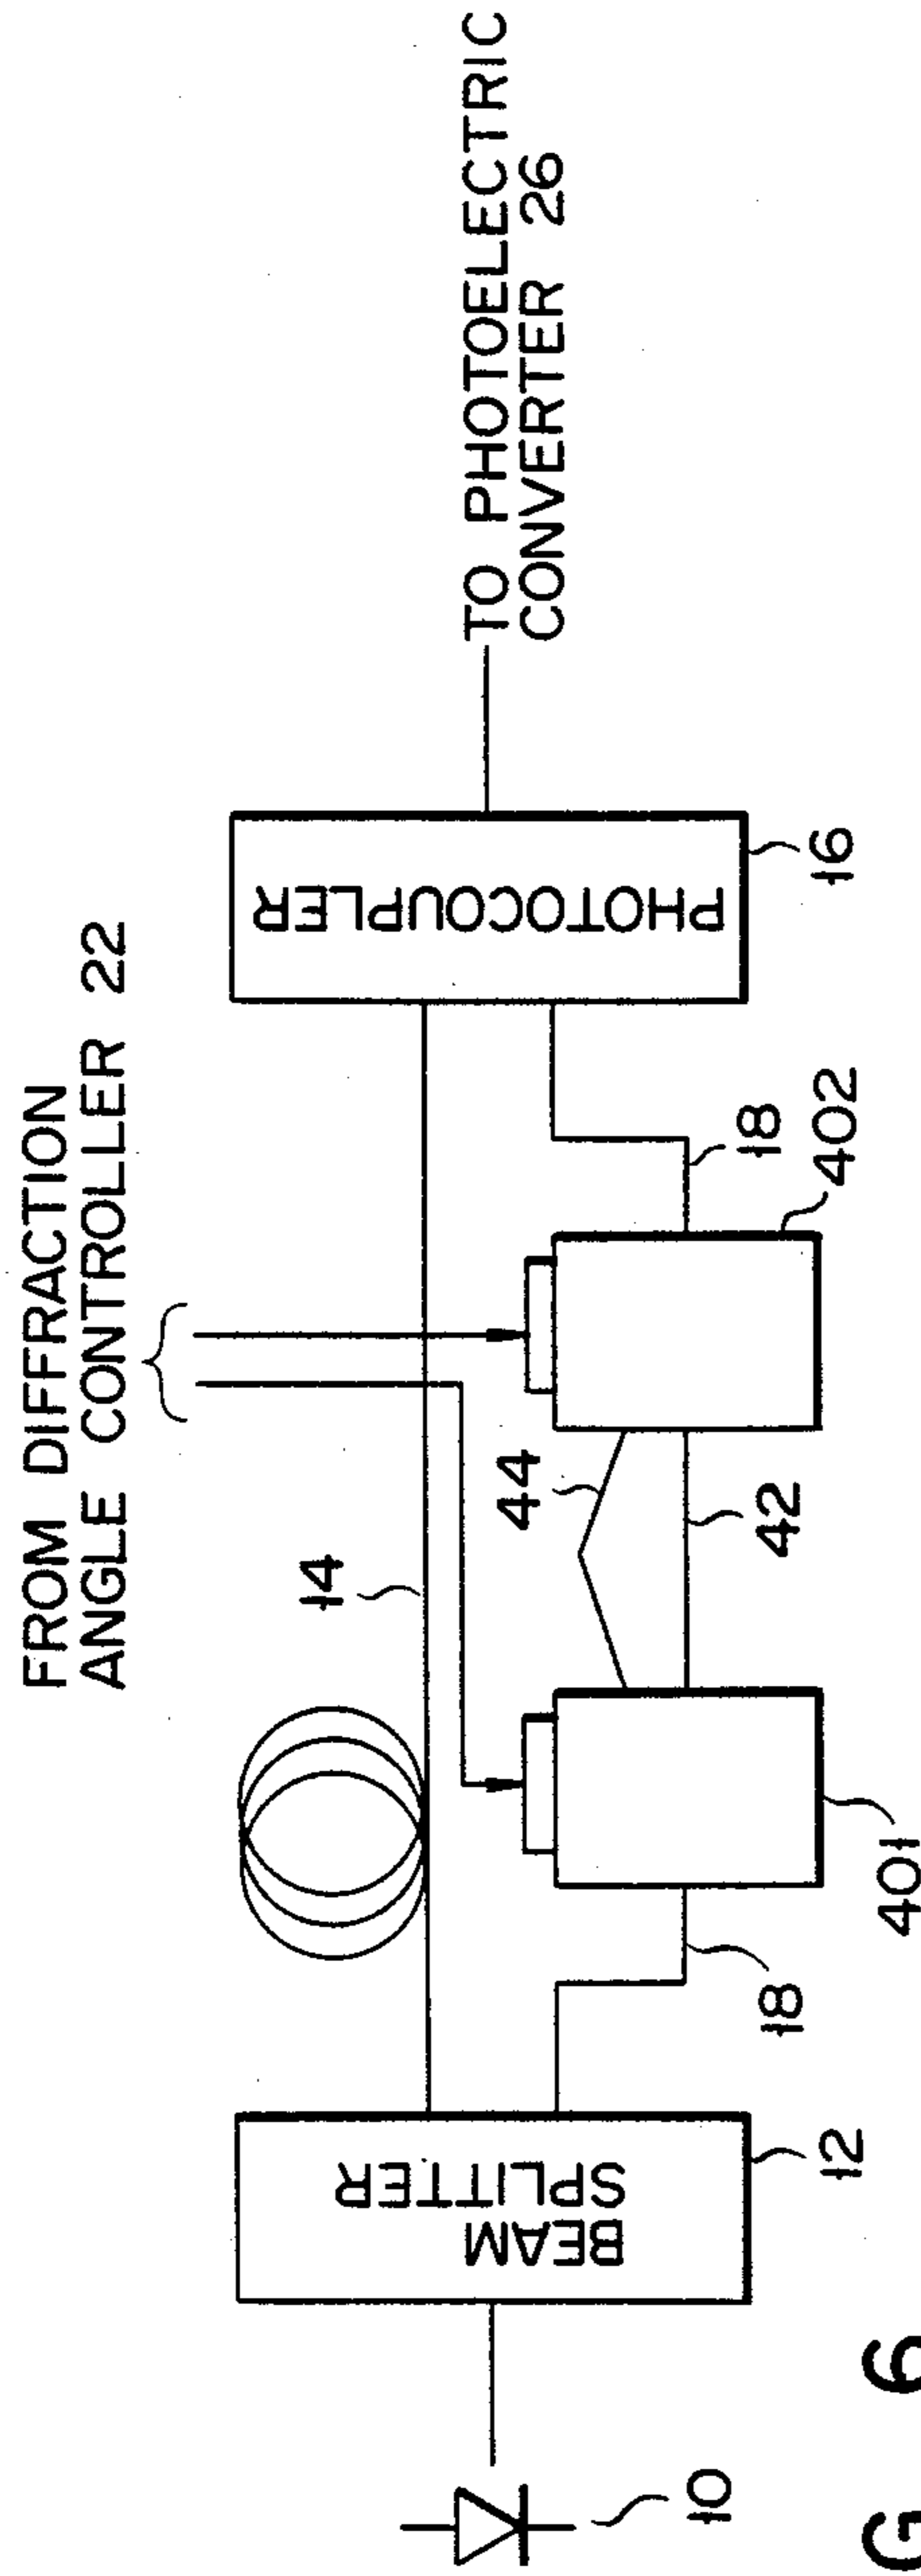 FROM DIFFRACTION
ANGLE CONTROLLER 22
TO PHOTOELECTRIC
CONVERTER 26
14
44
42
18
18
BEAM
SPLITTER
PHOTOCOUPLER
10
12
401
402
16
G 6